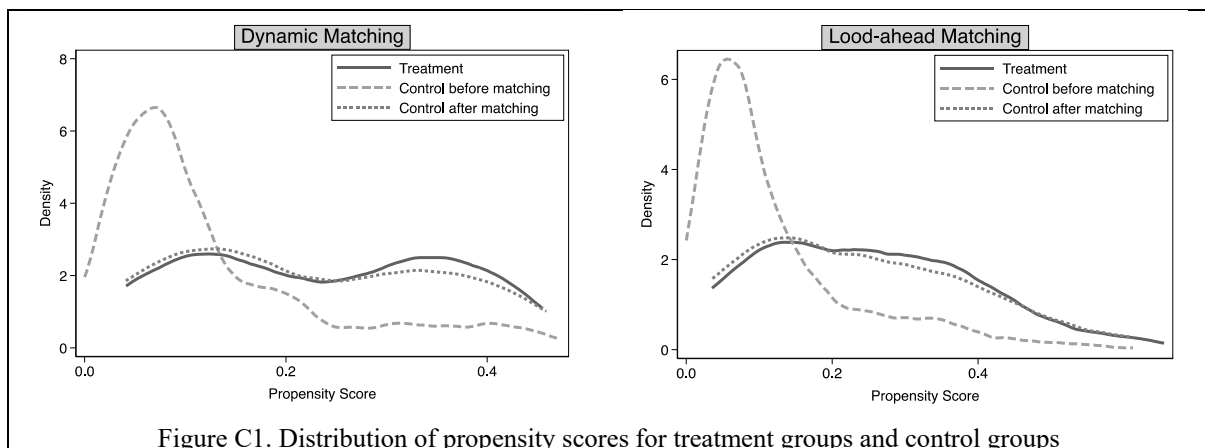 Dynamic Matching
8
6
4
2
0
Density
Treatment
Control before matching
Control after matching
0.0
0.2
0.4
Propensity Score
Lood-ahead Matching
6
4
2
0
Density
Treatment
Control before matching
Control after matching
0.0
0.2
0.4
Propensity Score
Figure C1. Distribution of propensity scores for treatment groups and control groups